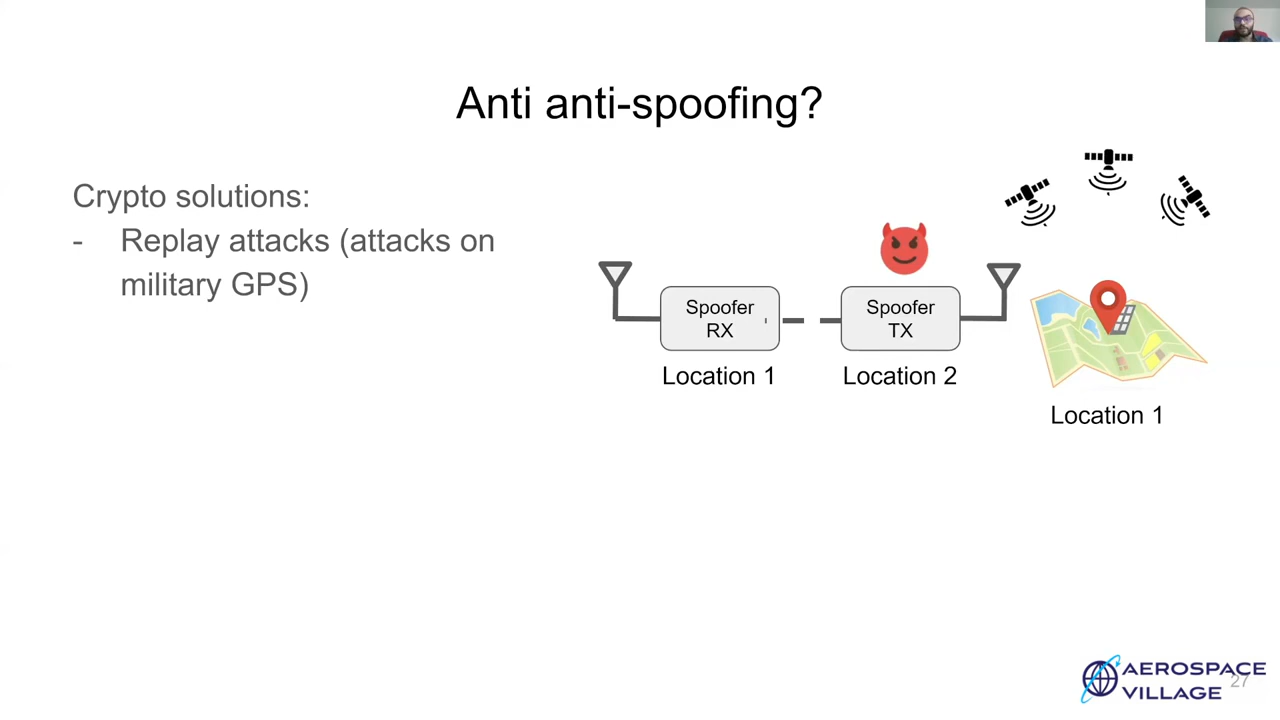 Anti anti-spoofing?
Crypto solutions:
- Replay attacks (attacks on
military GPS)
Spoofer
RX
Spoofer
TX
Location 1
Location 2
Location 1
AEROSPACE
VILLAGE
27